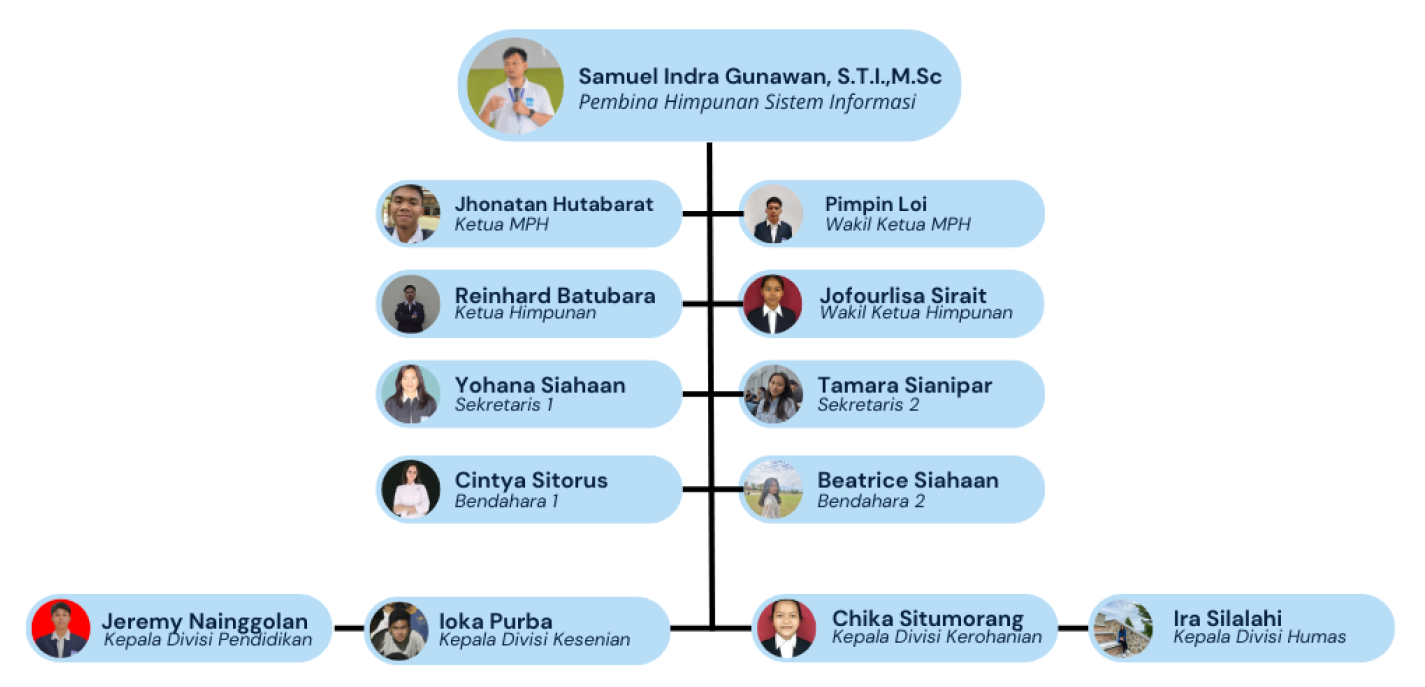 Samuel Indra Gunawan, S.T.I.,M.Sc
Pembina Himpunan Sistem Informasi
Jhonatan Hutabarat
Ketua MPH
Pimpin Loi
Wakil Ketua MPH
Reinhard Batubara
Ketua Himpunan
Jofourlisa Sirait
Wakil Ketua Himpunan
Yohana Siahaan
Sekretaris 1
Tamara Sianipar
Sekretaris 2
Cintya Sitorus
Bendahara 1
Beatrice Siahaan
Bendahara 2
Jeremy Nainggolan
Kepala Divisi Pendidikan
Ioka Purba
Kepala Divisi Kesenian
Chika Situmorang
Kepala Divisi Kerohanian
Ira Silalahi
Kepala Divisi Humas